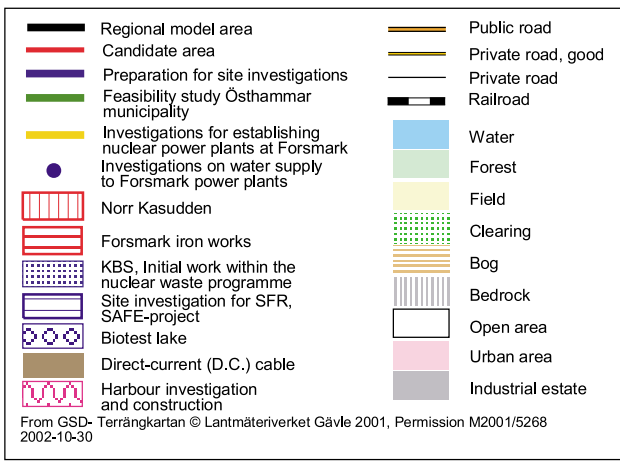 Regional model area
Candidate area
Preparation for site investigations
Feasibility study Östhammar
municipality
Investigations for establishing
nuclear power plants at Forsmark
Investigations on water supply
to Forsmark power plants
Norr Kasudden
Forsmark iron works
KBS, Initial work within the
nuclear waste programme
Site investigation for SFR,
SAFE-project
Biotest lake
Direct-current (D.C.) cable
Harbour investigation
and construction
Public road
Private road, good
Private road
Railroad
Water
Forest
Field
Clearing
Bog
Bedrock
Open area
Urban area
Industrial estate
From GSD- Terrängkartan © Lantmäteriverket Gävle 2001, Permission M2001/5268
2002-10-30